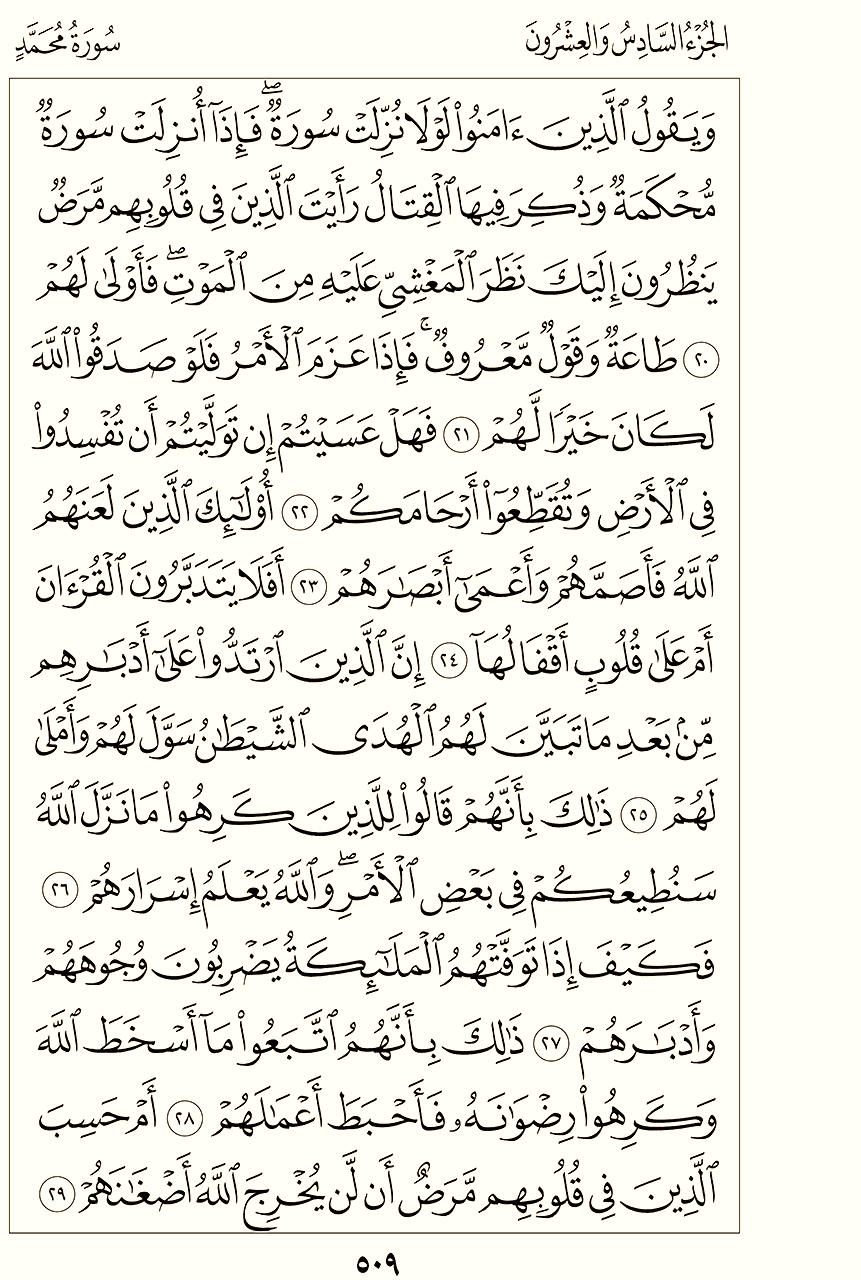 الجُزْءُ السَّادِسُ وَالعِشْرُونَ
سُورَةُ مُحَمَّدٍ
وَيَقُولُ ٱلَّذِينَ ءَامَنُوا۟ لَوْلَا نُزِّلَتْ سُورَةٌۖ فَإِذَآ أُنزِلَتْ سُورَةٌ
مُّحْكَمَةٌ وَذُكِرَ فِيهَا ٱلْقِتَالُ رَأَيْتَ ٱلَّذِينَ فِى قُلُوبِهِم مَّرَضٌ
يَنظُرُونَ إِلَيْكَ نَظَرَ ٱلْمَغْشِىِّ عَلَيْهِ مِنَ ٱلْمَوْتِۖ فَأَوْلَىٰ لَهُمْ
٢٠ طَاعَةٌ وَقَوْلٌ مَّعْرُوفٌۚ فَإِذَا عَزَمَ ٱلْأَمْرُ فَلَوْ صَدَقُوا۟ ٱللَّهَ
لَكَانَ خَيْرًا لَّهُمْ ٢١ فَهَلْ عَسَيْتُمْ إِن تَوَلَّيْتُمْ أَن تُفْسِدُوا۟
فِى ٱلْأَرْضِ وَتُقَطِّعُوٓا۟ أَرْحَامَكُمْ ٢٢ أُو۟لَٰٓئِكَ ٱلَّذِينَ لَعَنَهُمُ
ٱللَّهُ فَأَصَمَّهُمْ وَأَعْمَىٰٓ أَبْصَٰرَهُمْ ٢٣ أَفَلَا يَتَدَبَّرُونَ ٱلْقُرْءَانَ
أَمْ عَلَىٰ قُلُوبٍ أَقْفَالُهَآ ٢٤ إِنَّ ٱلَّذِينَ ٱرْتَدُّوا۟ عَلَىٰٓ أَدْبَٰرِهِم
مِّنۢ بَعْدِ مَا تَبَيَّنَ لَهُمُ ٱلْهُدَى ٱلشَّيْطَٰنُ سَوَّلَ لَهُمْ وَأَمْلَىٰ
لَهُمْ ٢٥ ذَٰلِكَ بِأَنَّهُمْ قَالُوا۟ لِلَّذِينَ كَرِهُوا۟ مَا نَزَّلَ ٱللَّهُ
سَنُطِيعُكُمْ فِى بَعْضِ ٱلْأَمْرِۖ وَٱللَّهُ يَعْلَمُ إِسْرَارَهُمْ ٢٦
فَكَيْفَ إِذَا تَوَفَّتْهُمُ ٱلْمَلَٰٓئِكَةُ يَضْرِبُونَ وُجُوهَهُمْ
وَأَدْبَٰرَهُمْ ٢٧ ذَٰلِكَ بِأَنَّهُمُ ٱتَّبَعُوا۟ مَآ أَسْخَطَ ٱللَّهَ
وَكَرِهُوا۟ رِضْوَٰنَهُۥ فَأَحْبَطَ أَعْمَٰلَهُمْ ٢٨ أَمْ حَسِبَ
ٱلَّذِينَ فِى قُلُوبِهِم مَّرَضٌ أَن لَّن يُخْرِجَ ٱللَّهُ أَضْغَٰنَهُمْ ٢٩
٥٠٩